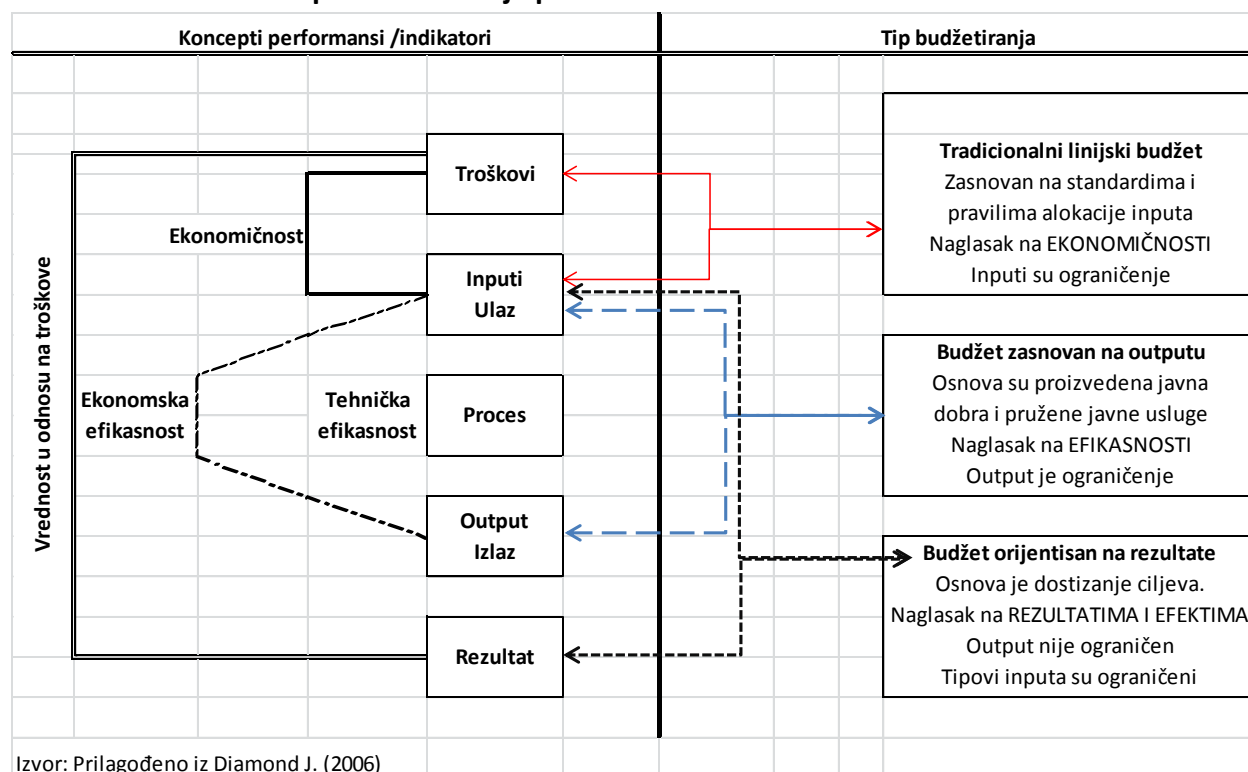 Koncepti performansi /indikatori
Tip budžetiranja
Troškovi
Ekonomičnost
Inputi
Ulaz
Vrednost u odnosu na troškove
Ekonomska
efikasnost
Tehnička
efikasnost
Proces
Output
Izlaz
Rezultat
Tradicionalni linijski budžet
Zasnovan na standardima i
pravilima alokacije inputa
Naglasak na EKONOMIČNOSTI
Inputi su ograničenje
Budžet zasnovan na outputu
Osnova su proizvedena javna
dobra i pružene javne usluge
Naglasak na EFIKASNOSTI
Output je ograničenje
Budžet orijentisan na rezultate
Osnova je dostizanje ciljeva.
Naglasak na REZULTATIMA I EFEKTIMA
Output nije ograničen
Tipovi inputa su ograničeni
Izvor: Prilagođeno iz Diamond J. (2006)